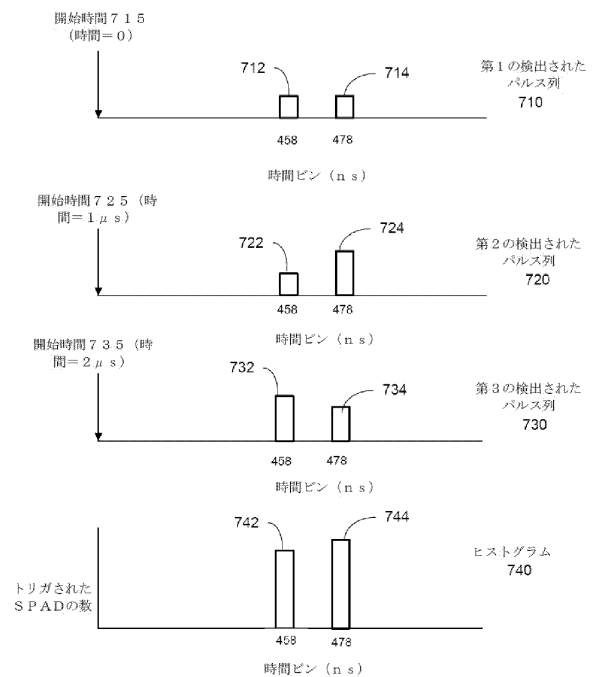 開始時間７１５
（時間＝０）
712
714
第１の検出された
パルス列
710
458
478
時間ビン（ｎｓ）
開始時間７２５（時
間＝１μｓ）
722
724
第２の検出された
パルス列
720
458
478
時間ビン（ｎｓ）
開始時間７３５（時
間＝２μｓ）
732
734
第３の検出された
パルス列
730
458
478
時間ビン（ｎｓ）
742
744
ヒストグラム
740
トリガされた
ＳＰＡＤの数
458
478
時間ビン（ｎｓ）